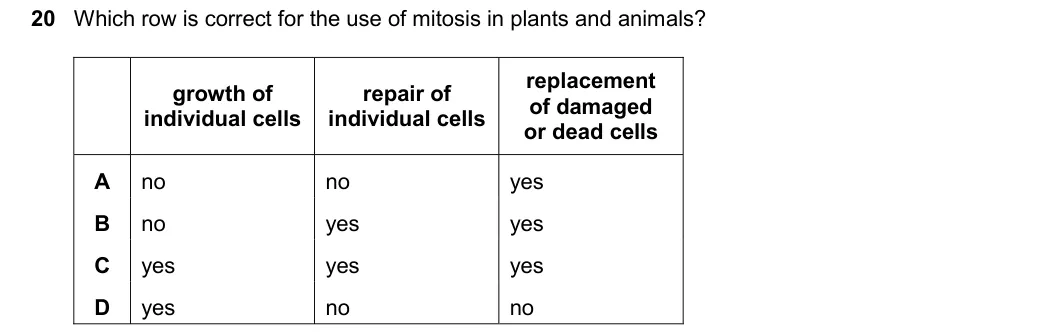 20 Which row is correct for the use of mitosis in plants and animals?
growth of individual cells
repair of individual cells
replacement of damaged or dead cells
A no no yes
B no yes yes
C yes yes yes
D yes no no